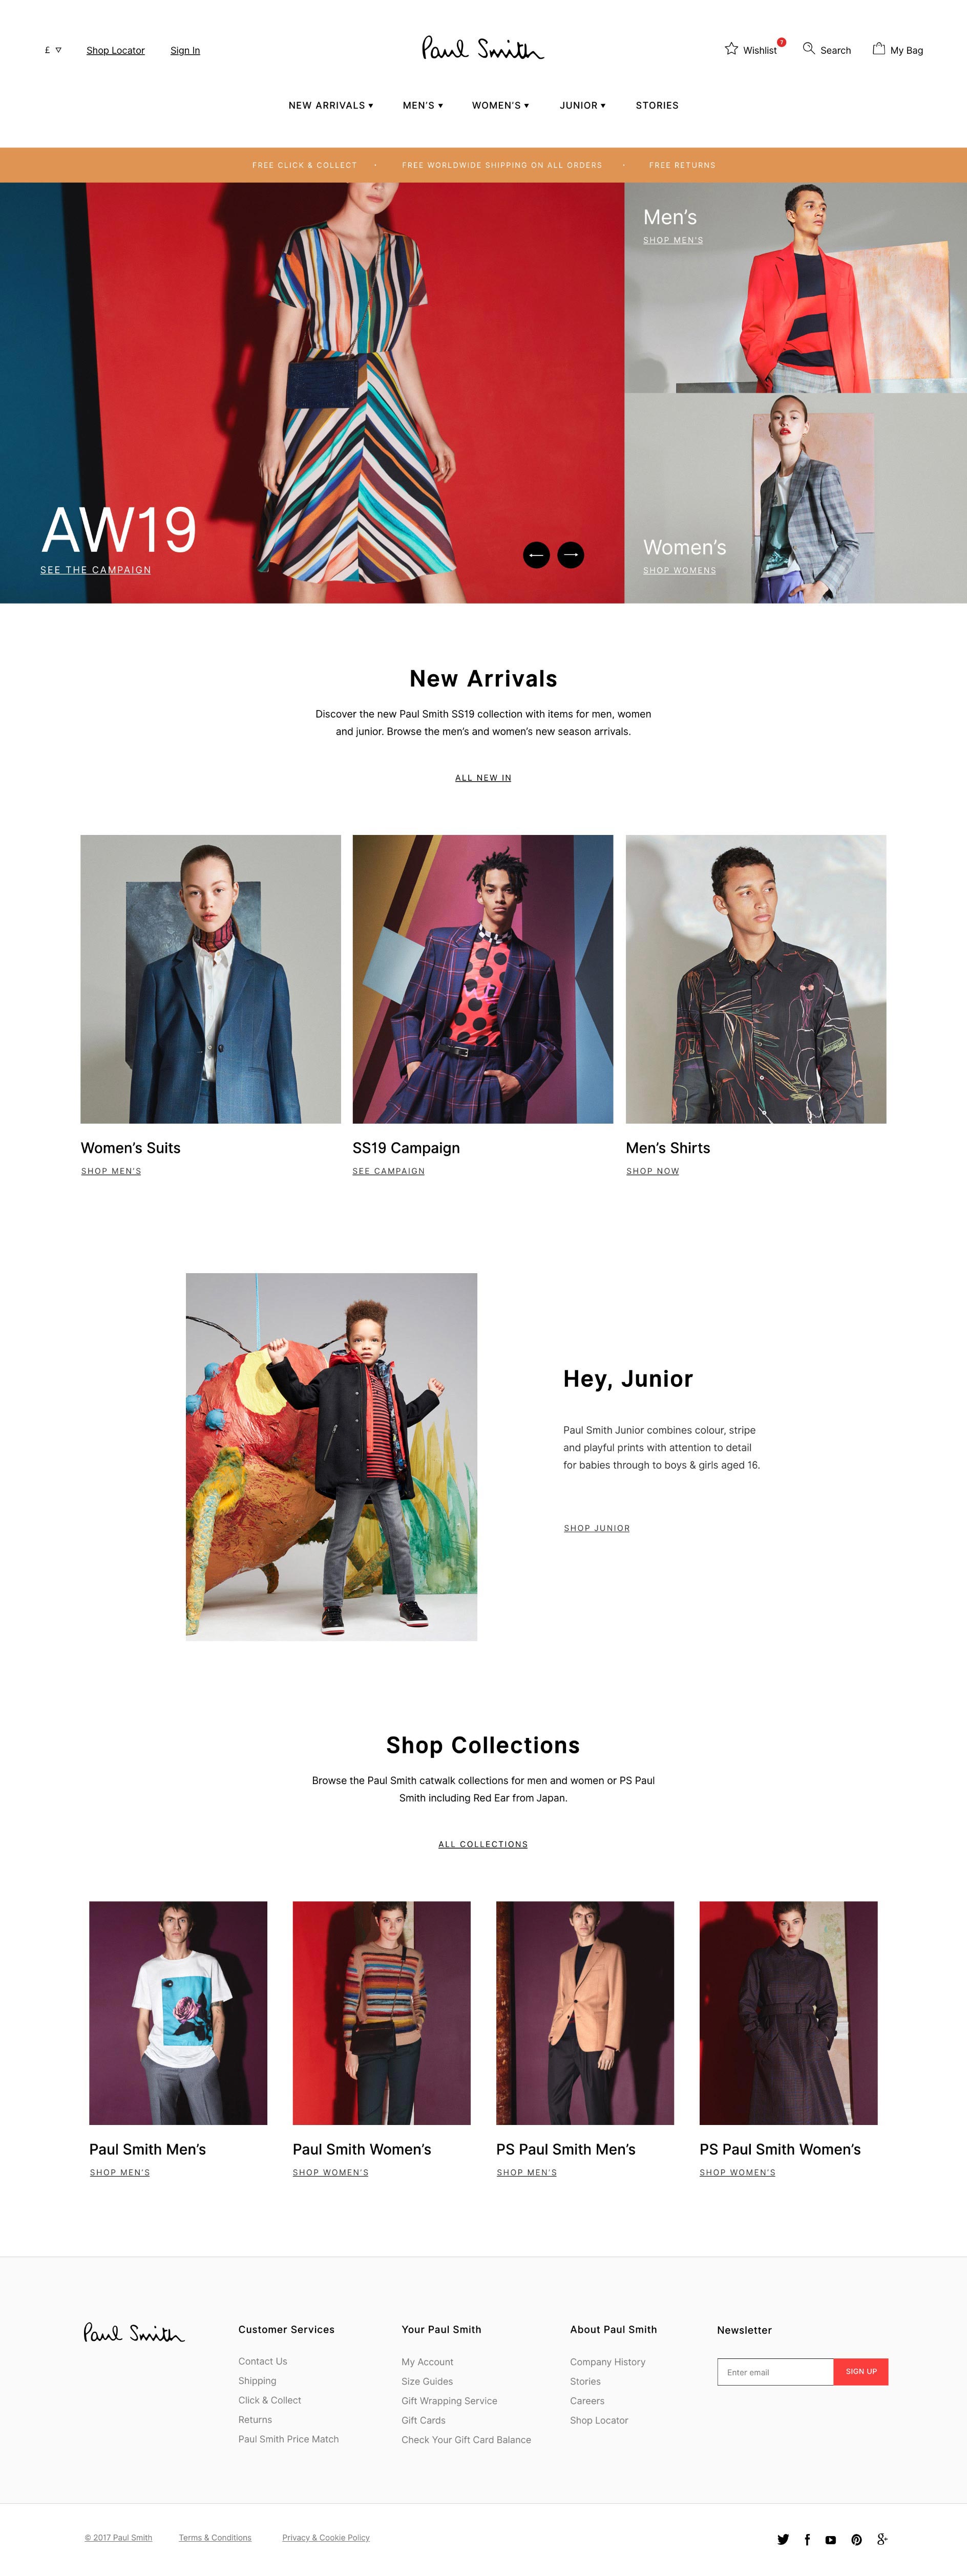 £ Shop Locator Sign In
Paul Smith
Wishlist 7 Search My Bag
NEW ARRIVALS MEN'S WOMEN'S JUNIOR STORIES
FREE CLICK & COLLECT · FREE WORLDWIDE SHIPPING ON ALL ORDERS · FREE RETURNS
AW19
SEE THE CAMPAIGN
Men's
SHOP MEN'S
Women's
SHOP WOMENS
New Arrivals
Discover the new Paul Smith SS19 collection with items for men, women
and junior. Browse the men's and women's new season arrivals.
ALL NEW IN
Women's Suits
SHOP MEN'S
SS19 Campaign
SEE CAMPAIGN
Men's Shirts
SHOP NOW
Hey, Junior
Paul Smith Junior combines colour, stripe
and playful prints with attention to detail
for babies through to boys & girls aged 16.
SHOP JUNIOR
Shop Collections
Browse the Paul Smith catwalk collections for men and women or PS Paul
Smith including Red Ear from Japan.
ALL COLLECTIONS
Paul Smith Men's
SHOP MEN'S
Paul Smith Women's
SHOP WOMEN'S
PS Paul Smith Men's
SHOP MEN'S
PS Paul Smith Women's
SHOP WOMEN'S
Paul Smith
Customer Services
Contact Us
Shipping
Click & Collect
Returns
Paul Smith Price Match
Your Paul Smith
My Account
Size Guides
Gift Wrapping Service
Gift Cards
Check Your Gift Card Balance
About Paul Smith
Company History
Stories
Careers
Shop Locator
Newsletter
Enter email SIGN UP
© 2017 Paul Smith Terms & Conditions Privacy & Cookie Policy